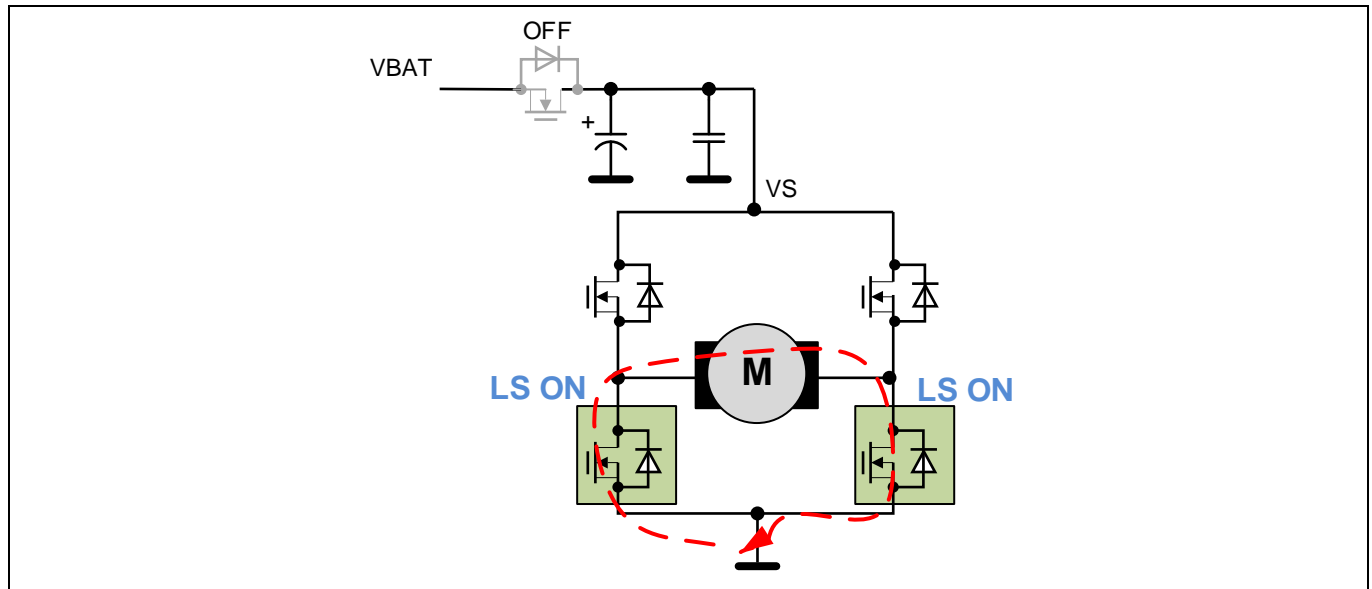 OFF
VBAT
+
VS
M
LS ON
LS ON